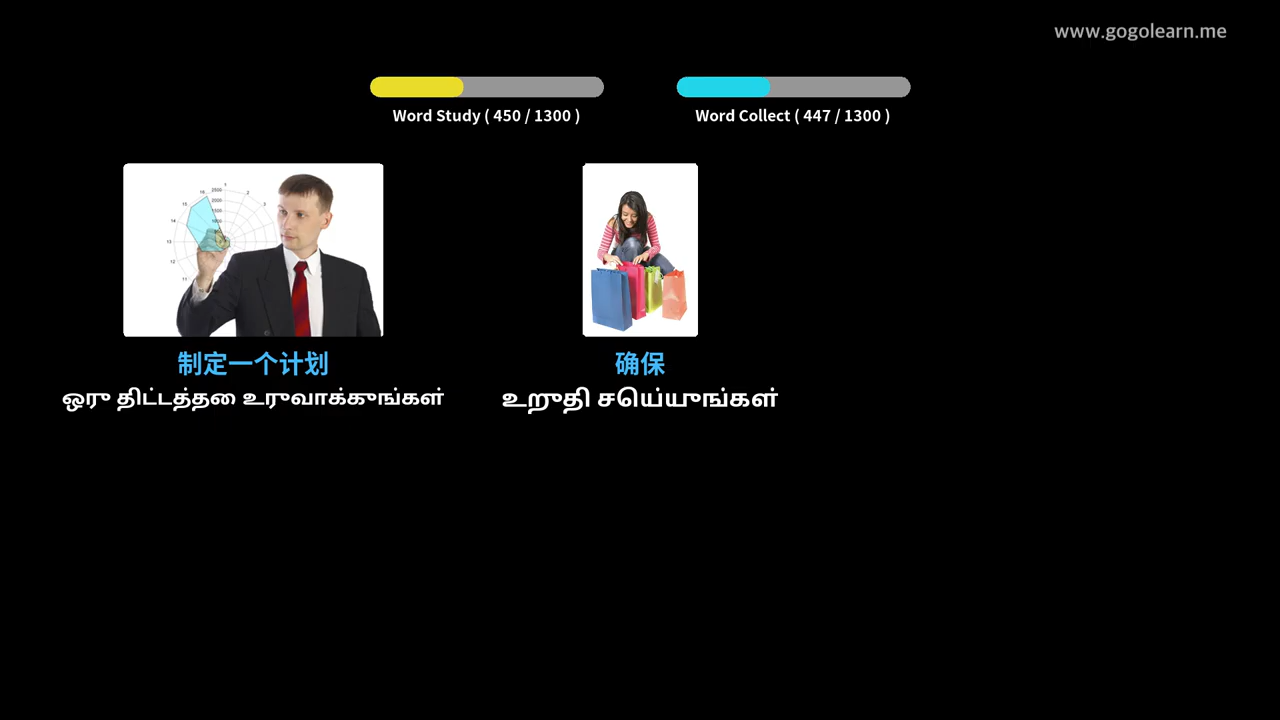 www.gogolearn.me
Word Study ( 450 / 1300 )
Word Collect ( 447 / 1300 )
制定一个计划
ஒரு திட்டத்தை உருவாக்குங்கள்
确保
உறுதி செய்யுங்கள்